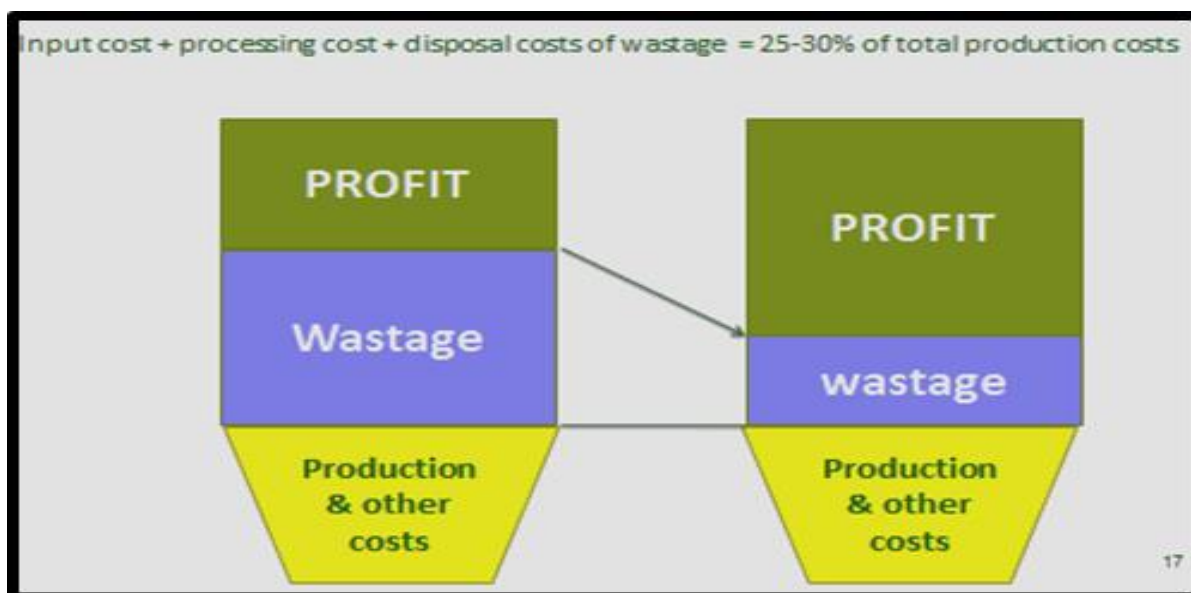 Input cost + processing cost + disposal costs of wastage = 25-30% of total production costs
PROFIT
Wastage
Production
& other
costs
PROFIT
wastage
Production
& other
costs
17